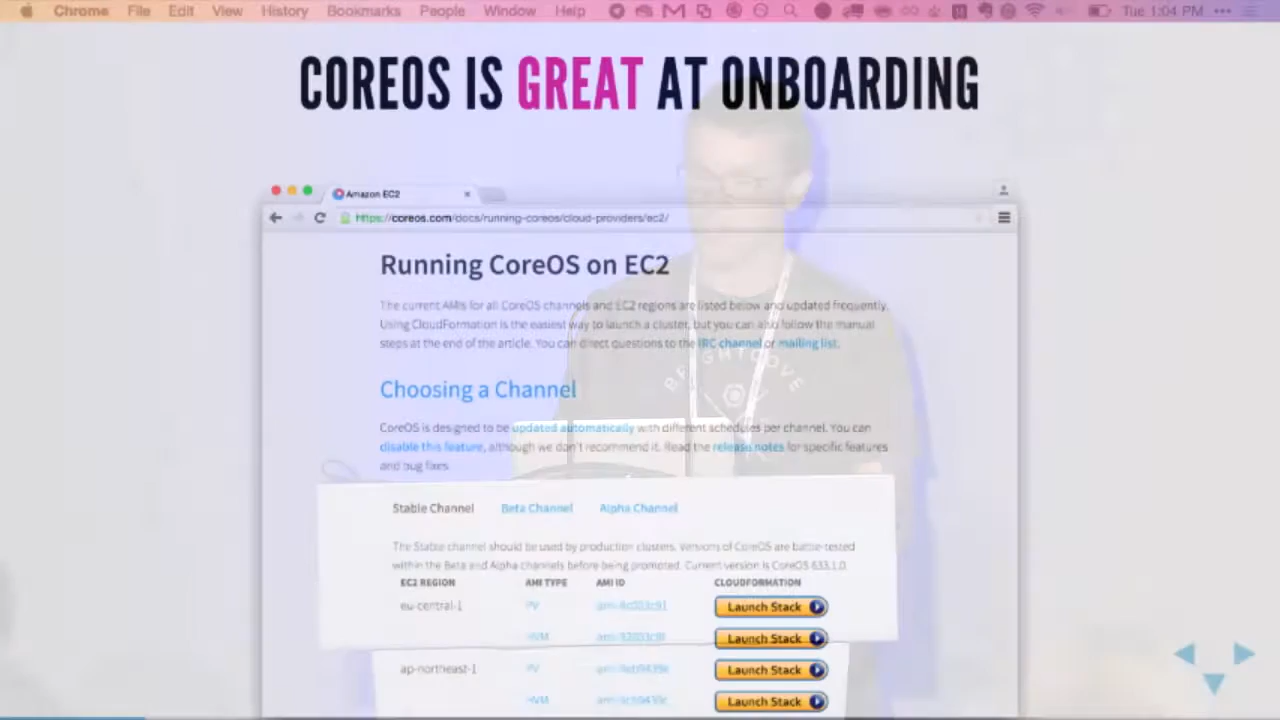 Chrome File Edit View History Bookmarks People Window Help Tue 1:04 PM
COREOS IS GREAT AT ONBOARDING
Amazon EC2
https://coreos.com/docs/running-coreos/cloud-providers/ec2/
Running CoreOS on EC2
The current AMIs for all CoreOS channels and EC2 regions are listed below and updated frequently.
Using CloudFormation is the easiest way to launch a cluster, but you can also follow the manual
steps at the end of the article. You can direct questions to the IRC channel or mailing list.
BRIGHTCOVE
Choosing a Channel
CoreOS is designed to be updated automatically with different schedules per channel. You can
disable this feature, although we don't recommend it. Read the release notes for specific features
and bug fixes.
Stable Channel Beta Channel Alpha Channel
The Stable channel should be used by production clusters. Versions of CoreOS are battle-tested
within the Beta and Alpha channels before being promoted. Current version is CoreOS 633.1.0.
EC2 REGION AMI TYPE AMI ID CLOUDFORMATION
eu-central-1 PV Launch Stack
HVM Launch Stack
ap-northeast-1 PV Launch Stack
HVM Launch Stack